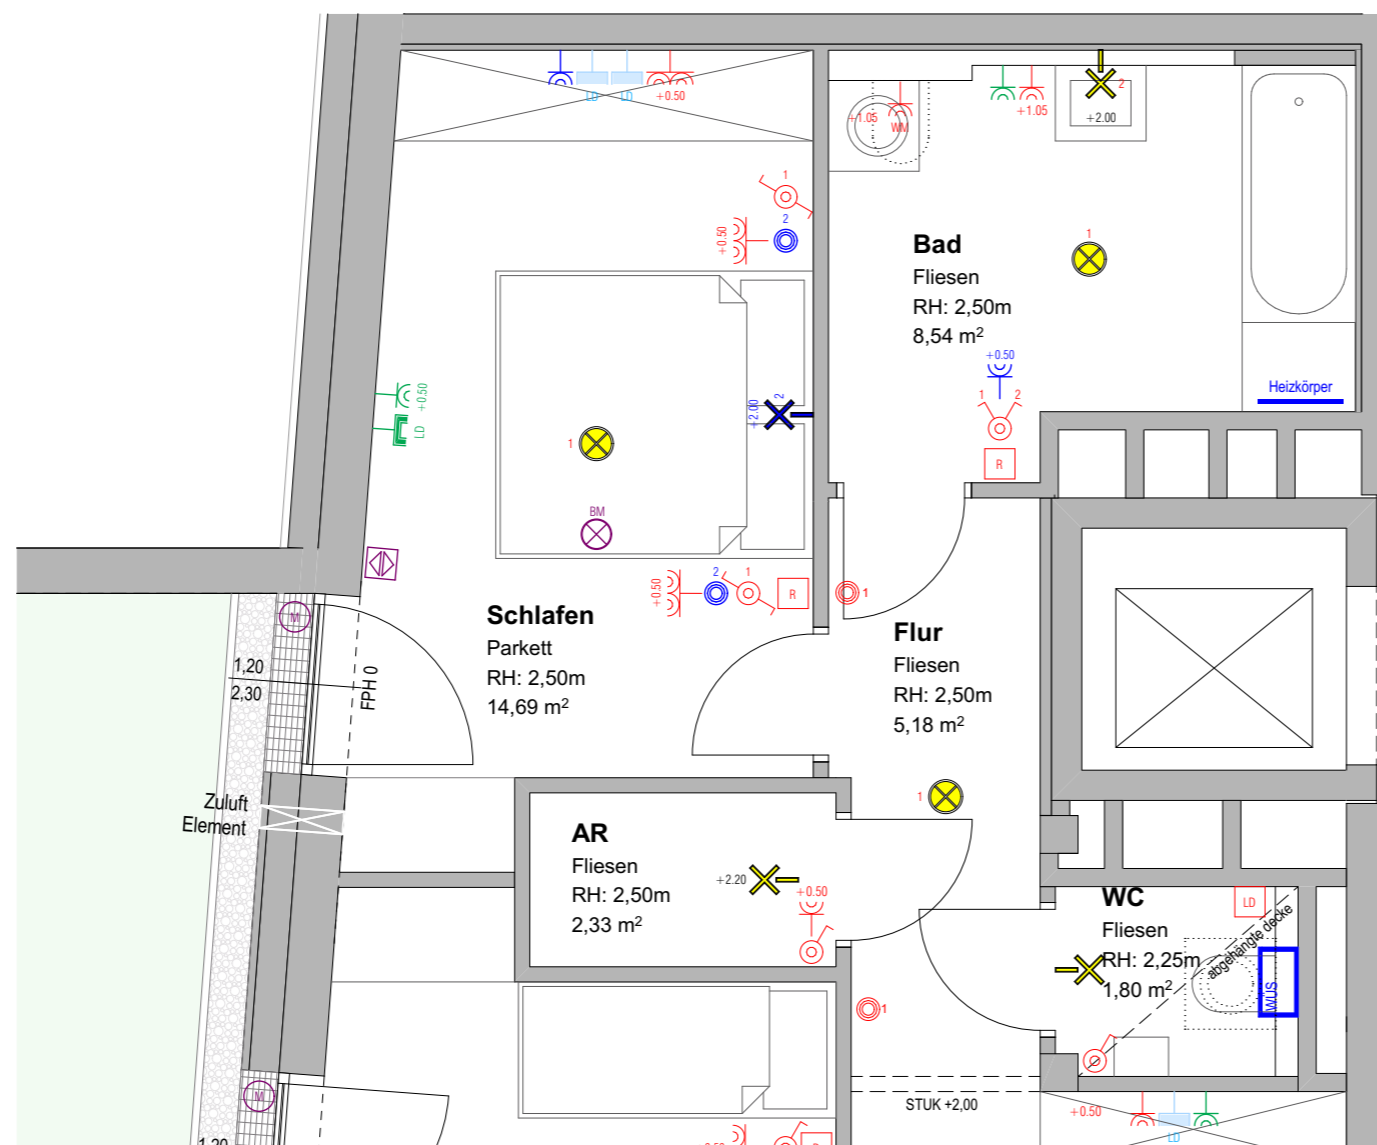 LD
LD
+0.50
+1.05
WM
+1.05
2
+2.00
1
2
+0.50
Bad
Fliesen
RH: 2,50m
8,54 m²
1
+0.50
1
2
R
Heizkörper
+0.50
LD
2
+2.00
1
BM
+0.50
2
1
R
1
Schlafen
Parkett
RH: 2,50m
14,69 m²
M
1,20
2,30
FPH 0
Flur
Fliesen
RH: 2,50m
5,18 m²
1
Zuluft
Element
AR
Fliesen
RH: 2,50m
2,33 m²
+2.20
+0.50
WC
Fliesen
RH: 2,25m
1,80 m²
LD
abgehängte decke
WÜS
1
M
STUK +2,00
+0.50
LD
1,20
+0.50